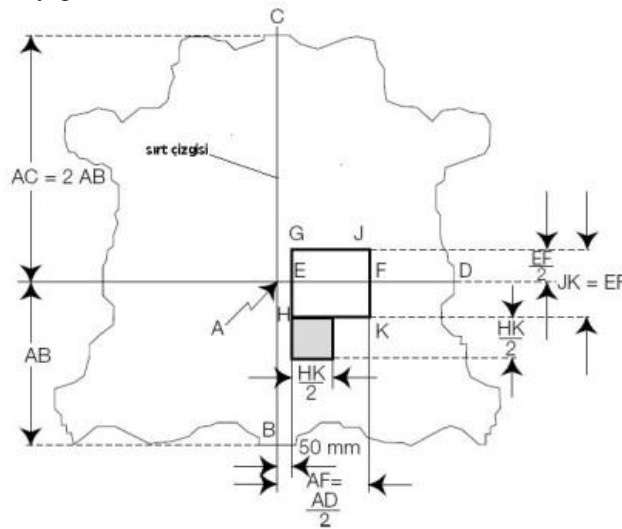 C
sırt çizgisi
AC = 2 AB
G J
E F D
EF
2
JK = EF
A
H
K
HK
2
AB
HK
2
B
50 mm
AF=
AD
2